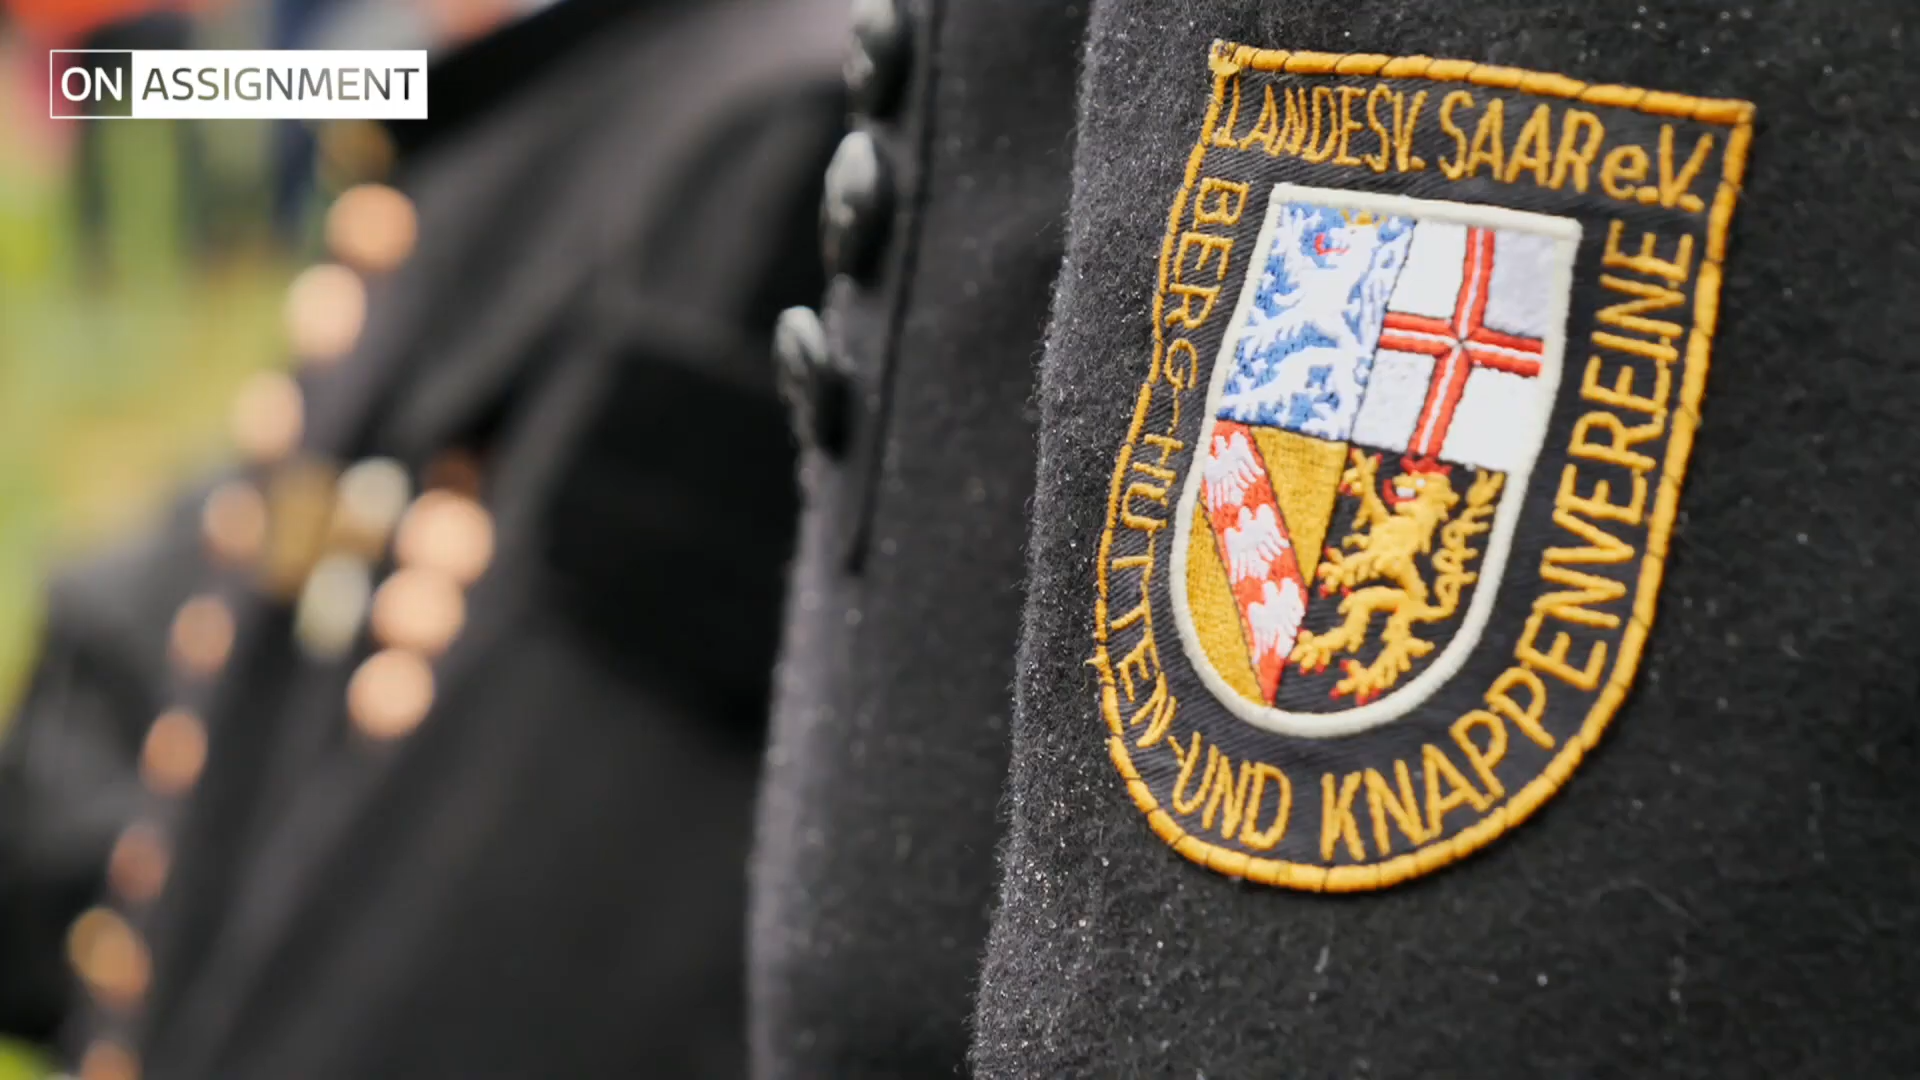 ON ASSIGNMENT
LANDESV. SAAR e.V.
BERG-HÜTTEN-UND KNAPPENVEREINE